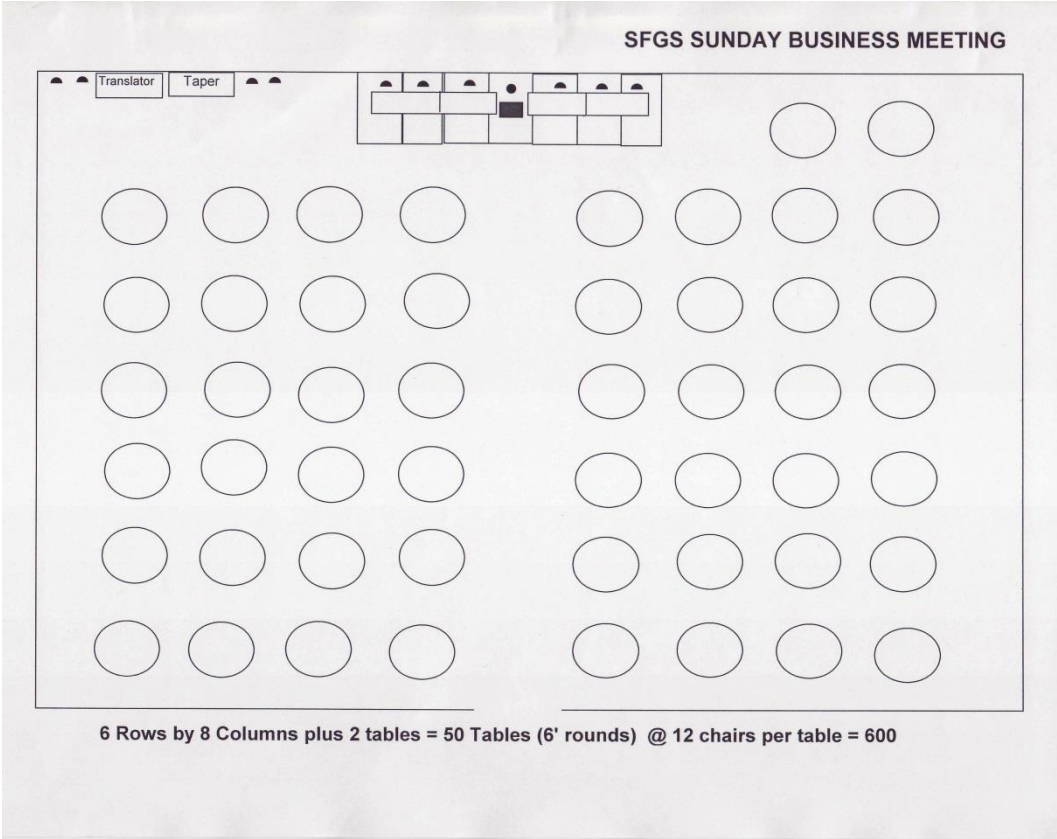 SFGS SUNDAY BUSINESS MEETING
Translator
Taper
6 Rows by 8 Columns plus 2 tables = 50 Tables (6' rounds) @ 12 chairs per table = 600